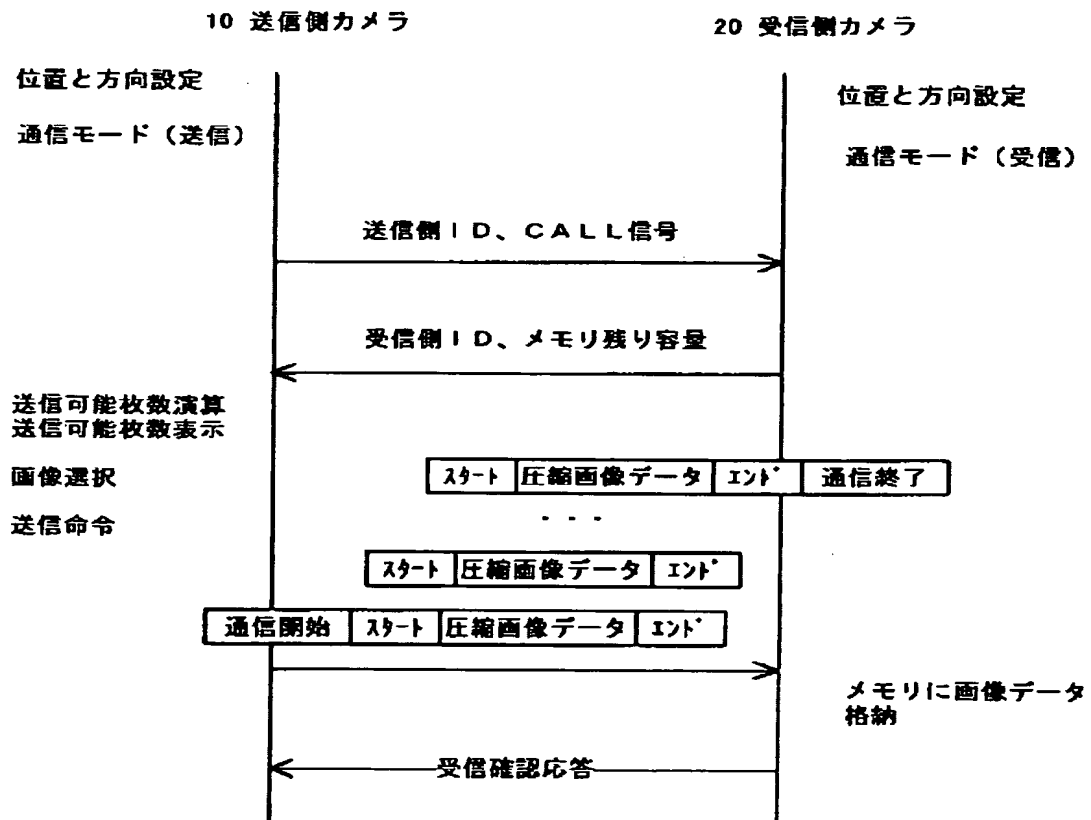 10 送信側カメラ
20 受信側カメラ
位置と方向設定
位置と方向設定
通信モード（送信）
通信モード（受信）
送信側ＩＤ、ＣＡＬＬ信号
受信側ＩＤ、メモリ残り容量
送信可能枚数演算
送信可能枚数表示
画像選択
ｽﾀｰﾄ 圧縮画像データ ｴﾝﾄﾞ 通信終了
送信命令
・・・
ｽﾀｰﾄ 圧縮画像データ ｴﾝﾄﾞ
通信開始 ｽﾀｰﾄ 圧縮画像データ ｴﾝﾄﾞ
メモリに画像データ
格納
受信確認応答